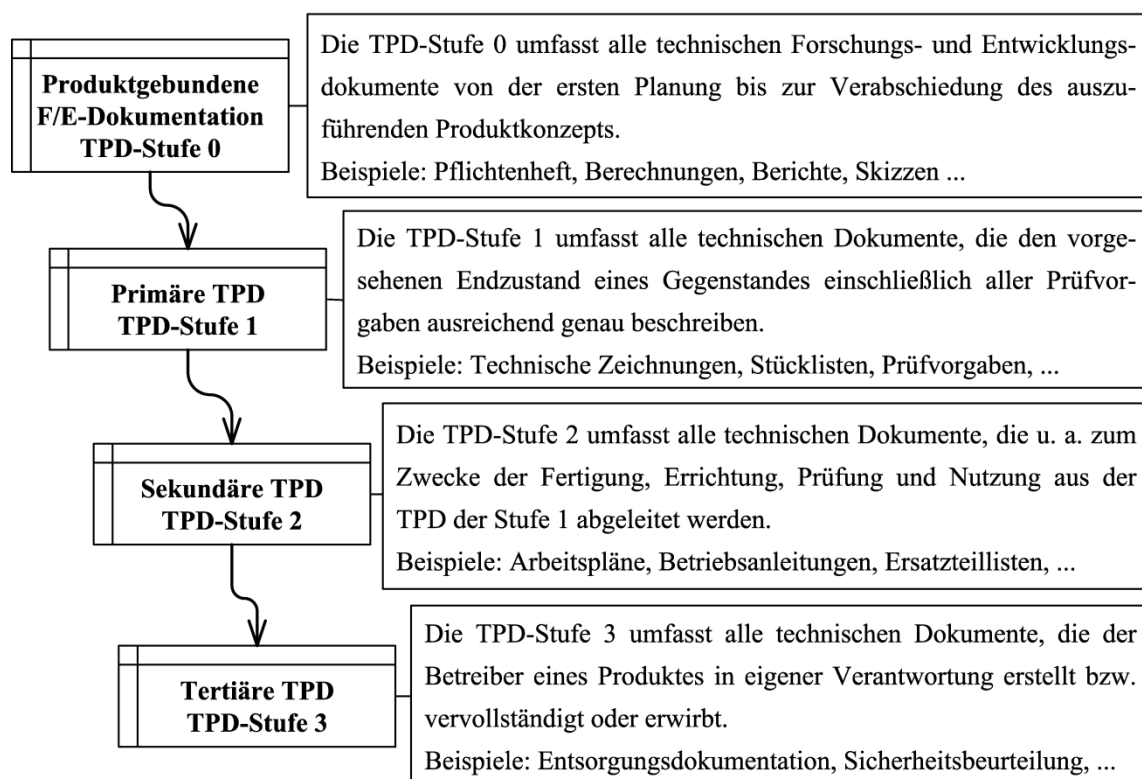 Produktgebundene
F/E-Dokumentation
TPD-Stufe 0
Die TPD-Stufe 0 umfasst alle technischen Forschungs- und Entwicklungs-
dokumente von der ersten Planung bis zur Verabschiedung des auszu-
führenden Produktkonzepts.
Beispiele: Pflichtenheft, Berechnungen, Berichte, Skizzen ...
Primäre TPD
TPD-Stufe 1
Die TPD-Stufe 1 umfasst alle technischen Dokumente, die den vorge-
sehenen Endzustand eines Gegenstandes einschließlich aller Prüfvor-
gaben ausreichend genau beschreiben.
Beispiele: Technische Zeichnungen, Stücklisten, Prüfvorgaben, ...
Sekundäre TPD
TPD-Stufe 2
Die TPD-Stufe 2 umfasst alle technischen Dokumente, die u. a. zum
Zwecke der Fertigung, Errichtung, Prüfung und Nutzung aus der
TPD der Stufe 1 abgeleitet werden.
Beispiele: Arbeitspläne, Betriebsanleitungen, Ersatzteillisten, ...
Tertiäre TPD
TPD-Stufe 3
Die TPD-Stufe 3 umfasst alle technischen Dokumente, die der
Betreiber eines Produktes in eigener Verantwortung erstellt bzw.
vervollständigt oder erwirbt.
Beispiele: Entsorgungsdokumentation, Sicherheitsbeurteilung, ...